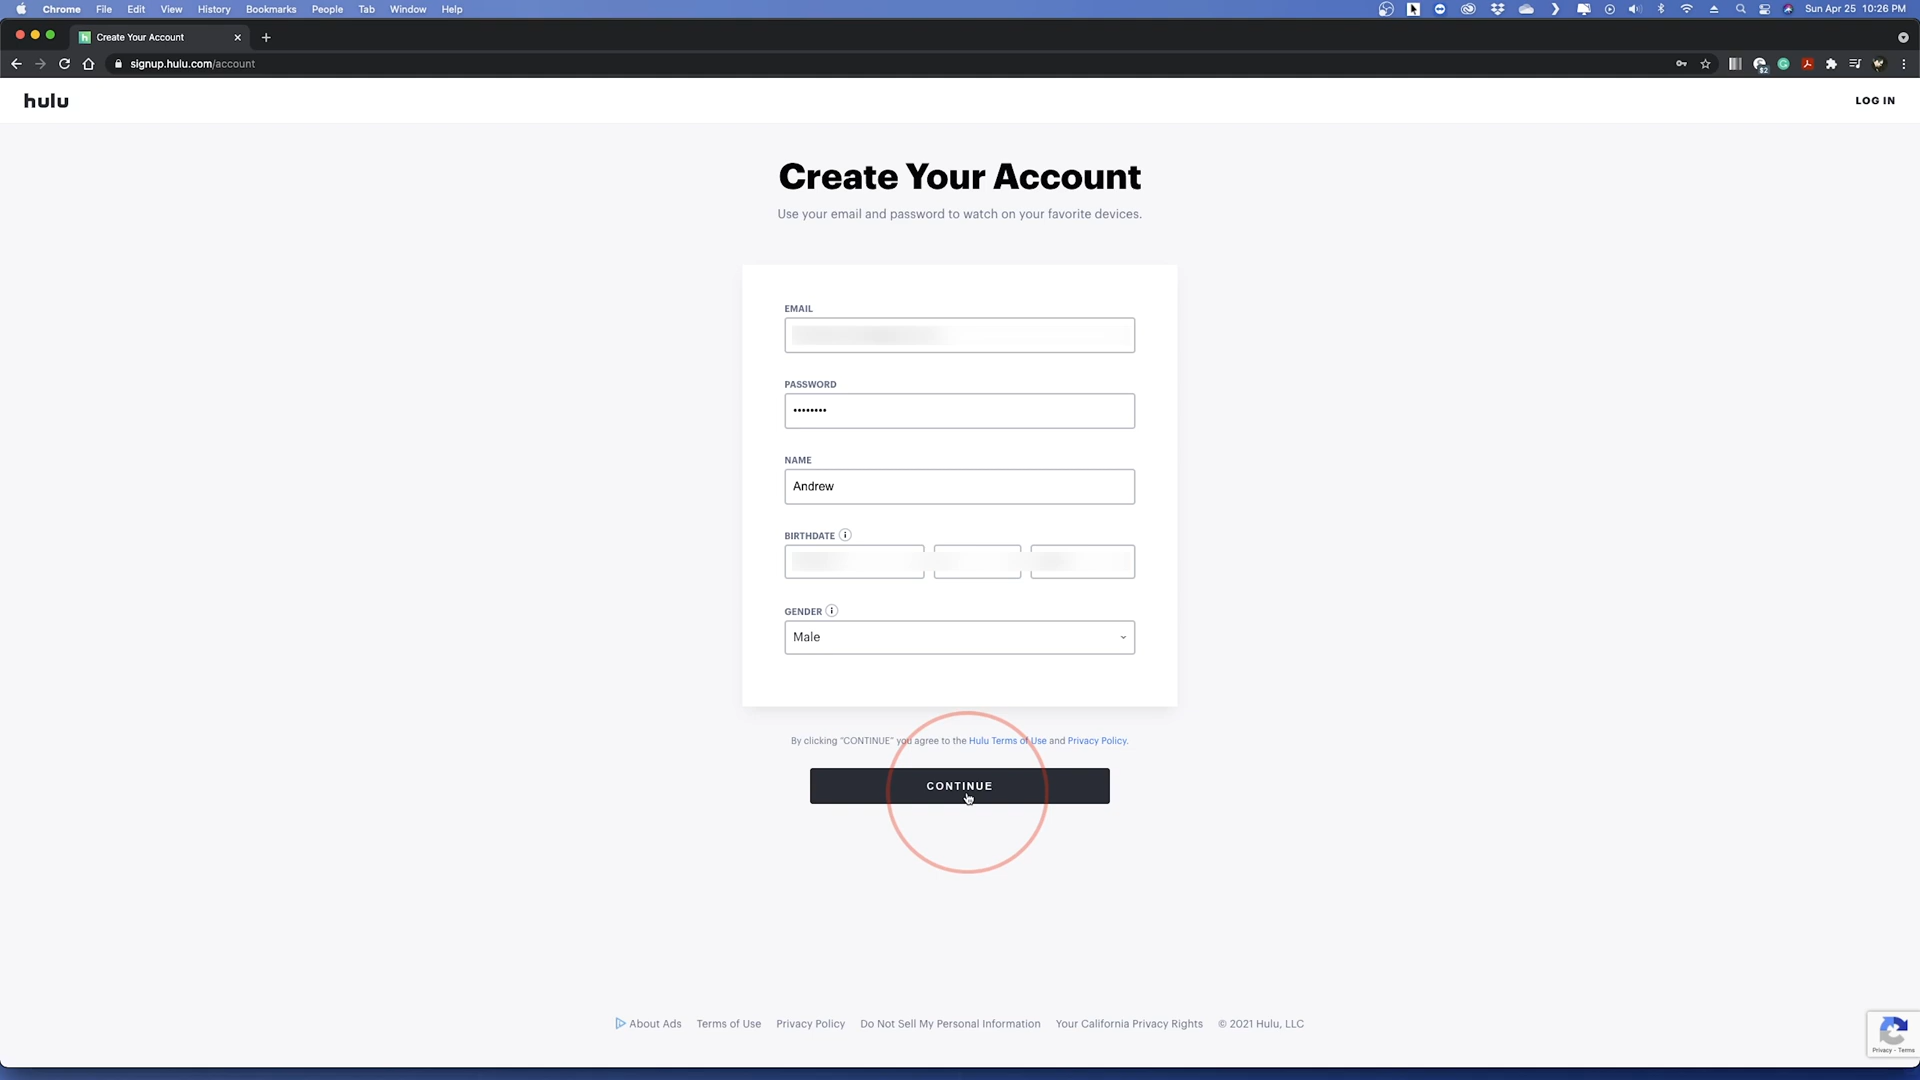 Chrome File Edit View History Bookmarks People Tab Window Help Sun Apr 25 10:26 PM
Create Your Account
signup.hulu.com/account
hulu
LOG IN
Create Your Account
Use your email and password to watch on your favorite devices.
EMAIL
PASSWORD
••••••••
NAME
Andrew
BIRTHDATE
GENDER
Male
By clicking "CONTINUE" you agree to the Hulu Terms of Use and Privacy Policy.
CONTINUE
About Ads Terms of Use Privacy Policy Do Not Sell My Personal Information Your California Privacy Rights © 2021 Hulu, LLC
Privacy - Terms